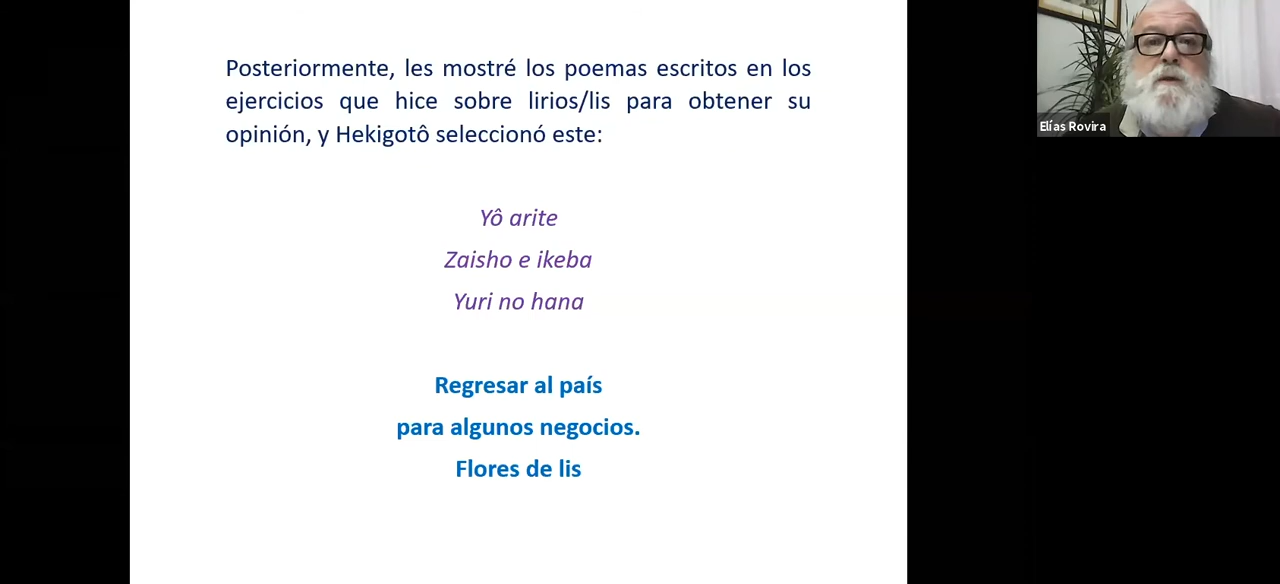 Posteriormente, les mostré los poemas escritos en los
ejercicios que hice sobre lirios/lis para obtener su
opinión, y Hekigotô seleccionó este:
Yô arite
Zaisho e ikeba
Yuri no hana
Regresar al país
para algunos negocios.
Flores de lis
Elías Rovira